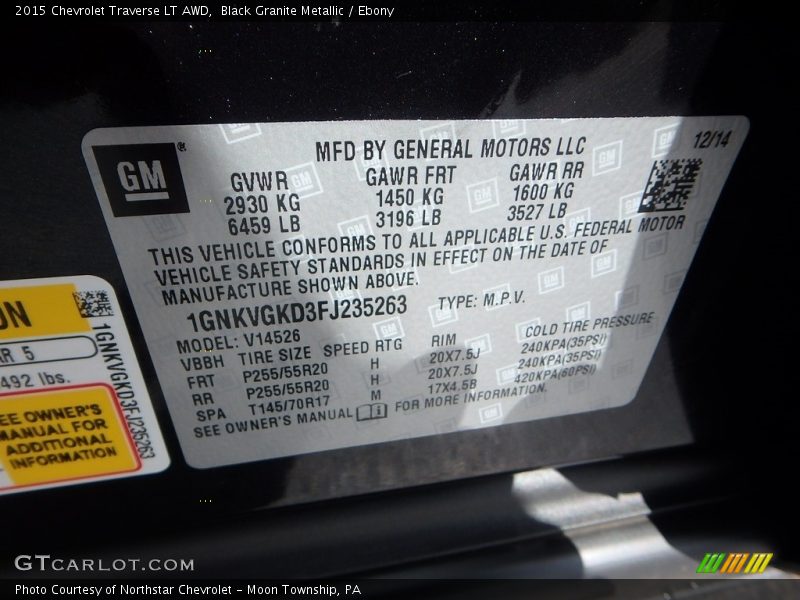 2015 Chevrolet Traverse LT AWD, Black Granite Metallic / Ebony
GM
MFD BY GENERAL MOTORS LLC 12/14
GVWR GAWR FRT GAWR RR
2930 KG 1450 KG 1600 KG
6459 LB 3196 LB 3527 LB
THIS VEHICLE CONFORMS TO ALL APPLICABLE U.S. FEDERAL MOTOR
VEHICLE SAFETY STANDARDS IN EFFECT ON THE DATE OF
MANUFACTURE SHOWN ABOVE.
1GNKVGKD3FJ235263 TYPE: M.P.V.
MODEL: V14526
VBBH TIRE SIZE SPEED RTG RIM COLD TIRE PRESSURE
FRT P255/55R20 H 20X7.5J 240KPA(35PSI)
RR P255/55R20 H 20X7.5J 240KPA(35PSI)
SPA T145/70R17 M 17X4.5B 420KPA(60PSI)
SEE OWNER'S MANUAL FOR MORE INFORMATION.
ON
AR 5
492 lbs.
EE OWNER'S
MANUAL FOR
ADDITIONAL
INFORMATION
1GNKVGKD3FJ235263
GTCARLOT.COM
Photo Courtesy of Northstar Chevrolet - Moon Township, PA